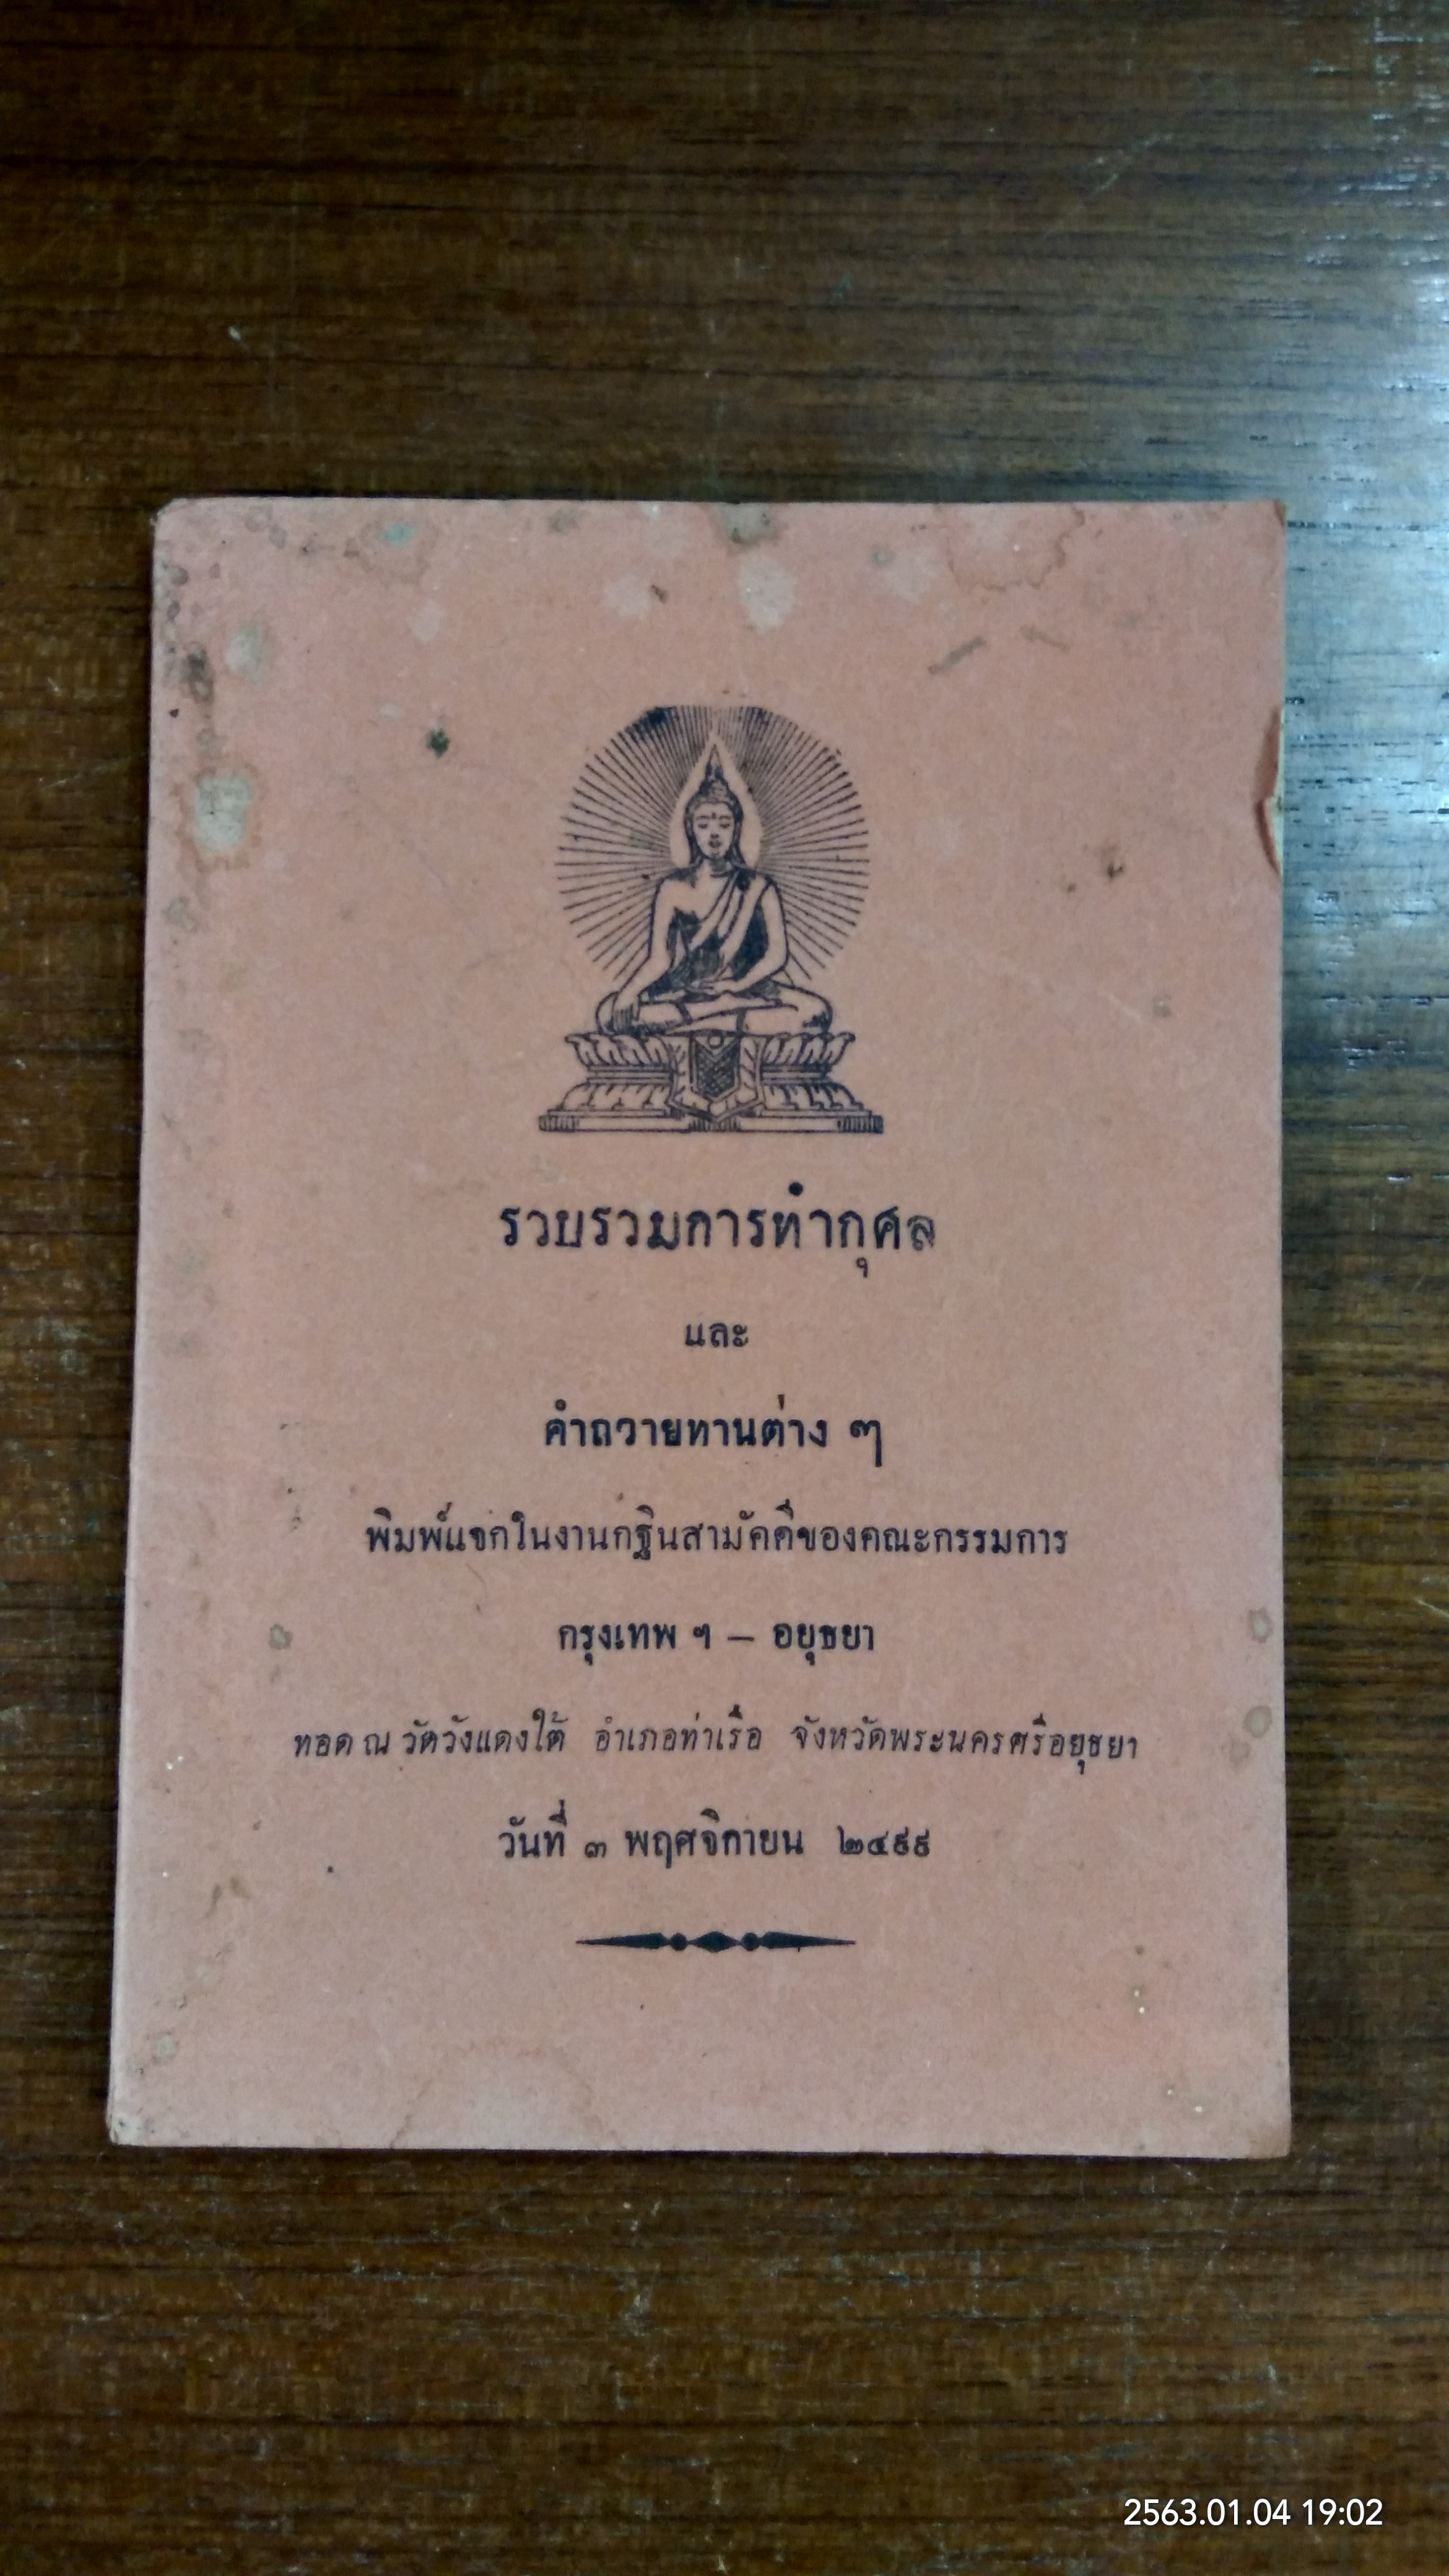 รวบรวมการทำกุศล
และ
คำถวายทานต่าง ๆ
พิมพ์แจกในงานกฐินสามัคคีของคณะกรรมการ
กรุงเทพ ฯ – อยุธยา
ทอด ณ วัดวังแดงใต้ อำเภอท่าเรือ จังหวัดพระนครศรีอยุธยา
วันที่ ๓ พฤศจิกายน ๒๔๙๙
2563.01.04 19:02